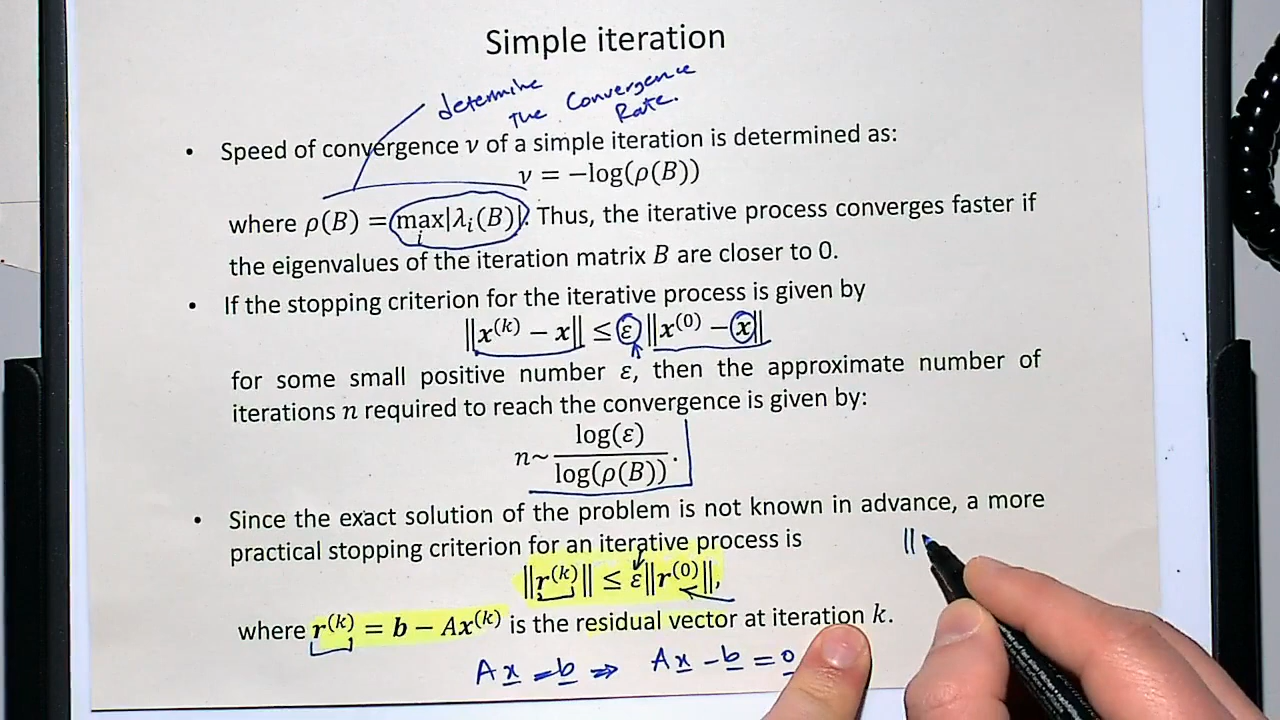 Simple iteration
determine
The Convergence
Rate.
• Speed of convergence ν of a simple iteration is determined as:
ν = −log(ρ(B))
where ρ(B) = max|λᵢ(B)|. Thus, the iterative process converges faster if
i
the eigenvalues of the iteration matrix B are closer to 0.
• If the stopping criterion for the iterative process is given by
‖x⁽ᵏ⁾ − x‖ ≤ ε‖x⁽⁰⁾ − x‖
for some small positive number ε, then the approximate number of
iterations n required to reach the convergence is given by:
n~ log(ε) / log(ρ(B)).
• Since the exact solution of the problem is not known in advance, a more
practical stopping criterion for an iterative process is
‖
‖r⁽ᵏ⁾‖ ≤ ε‖r⁽⁰⁾‖,
where r⁽ᵏ⁾ = b − Ax⁽ᵏ⁾ is the residual vector at iteration k.
Ax = b ⇒ Ax − b = 0